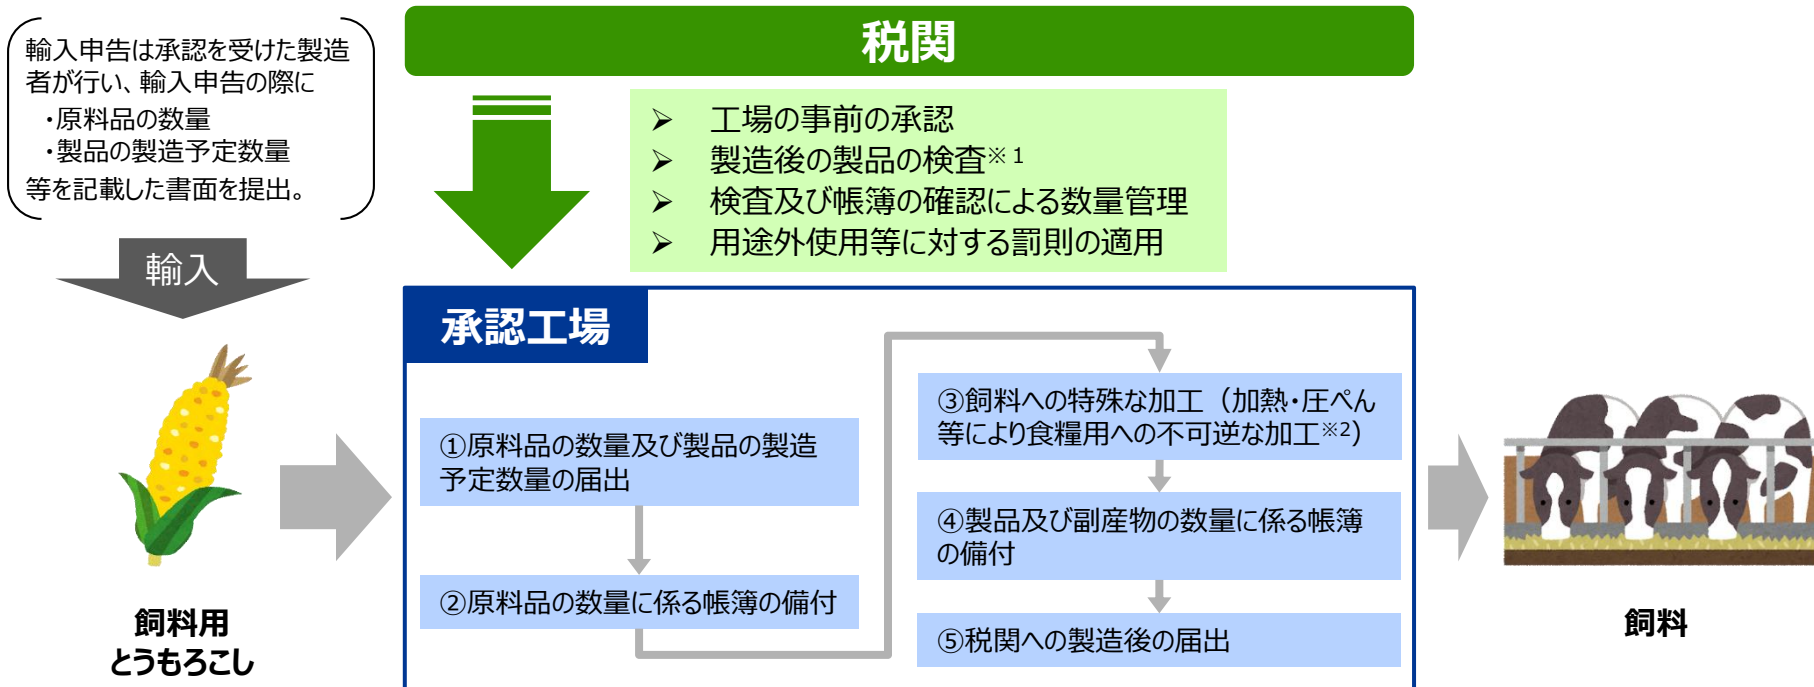 輸入申告は承認を受けた製造
者が行い、輸入申告の際に
・原料品の数量
・製品の製造予定数量
等を記載した書面を提出。
輸入
飼料用
とうもろこし
税関
➢ 工場の事前の承認
➢ 製造後の製品の検査※1
➢ 検査及び帳簿の確認による数量管理
➢ 用途外使用等に対する罰則の適用
承認工場
①原料品の数量及び製品の製造
予定数量の届出
②原料品の数量に係る帳簿の備付
③飼料への特殊な加工（加熱・圧ぺん
等により食糧用への不可逆な加工※2）
④製品及び副産物の数量に係る帳簿
の備付
⑤税関への製造後の届出
飼料